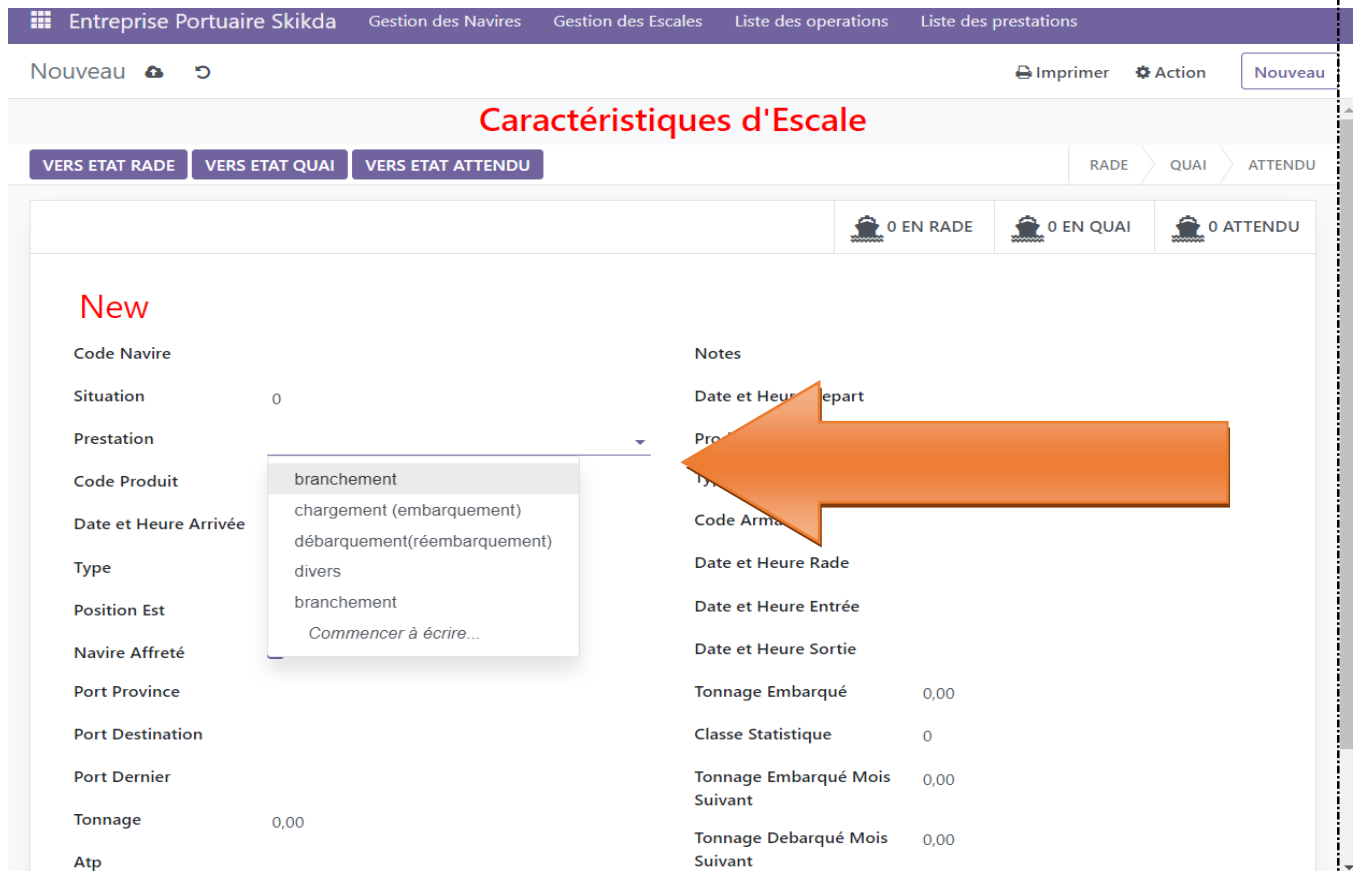 Entreprise Portuaire Skikda Gestion des Navires Gestion des Escales Liste des operations Liste des prestations
Nouveau Imprimer Action Nouveau
Caractéristiques d'Escale
VERS ETAT RADE VERS ETAT QUAI VERS ETAT ATTENDU RADE QUAI ATTENDU
0 EN RADE 0 EN QUAI 0 ATTENDU
New
Code Navire
Situation 0
Prestation
branchement
chargement (embarquement)
débarquement(réembarquement)
divers
branchement
Commencer à écrire...
Code Produit
Date et Heure Arrivée
Type
Position Est
Navire Affreté
Port Province
Port Destination
Port Dernier
Tonnage 0,00
Atp
Notes
Date et
Code
Date et Heure Rade
Date et Heure Entrée
Date et Heure Sortie
Tonnage Embarqué 0,00
Classe Statistique 0
Tonnage Embarqué Mois 0,00
Suivant
Tonnage Debarqué Mois 0,00
Suivant